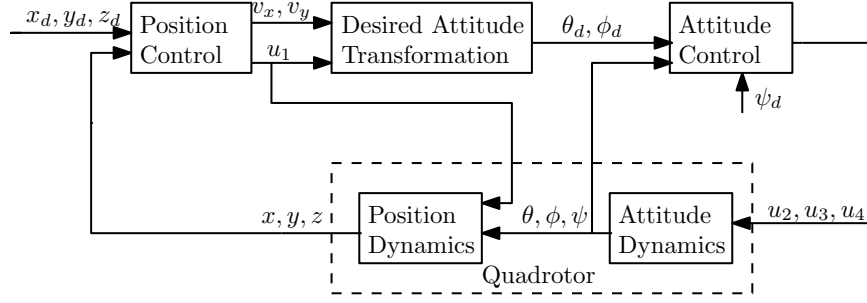 x_d, y_d, z_d
Position
Control
v_x, v_y
u_1
Desired Attitude
Transformation
θ_d, ϕ_d
Attitude
Control
ψ_d
x, y, z
Position
Dynamics
θ, ϕ, ψ
Attitude
Dynamics
u_2, u_3, u_4
Quadrotor